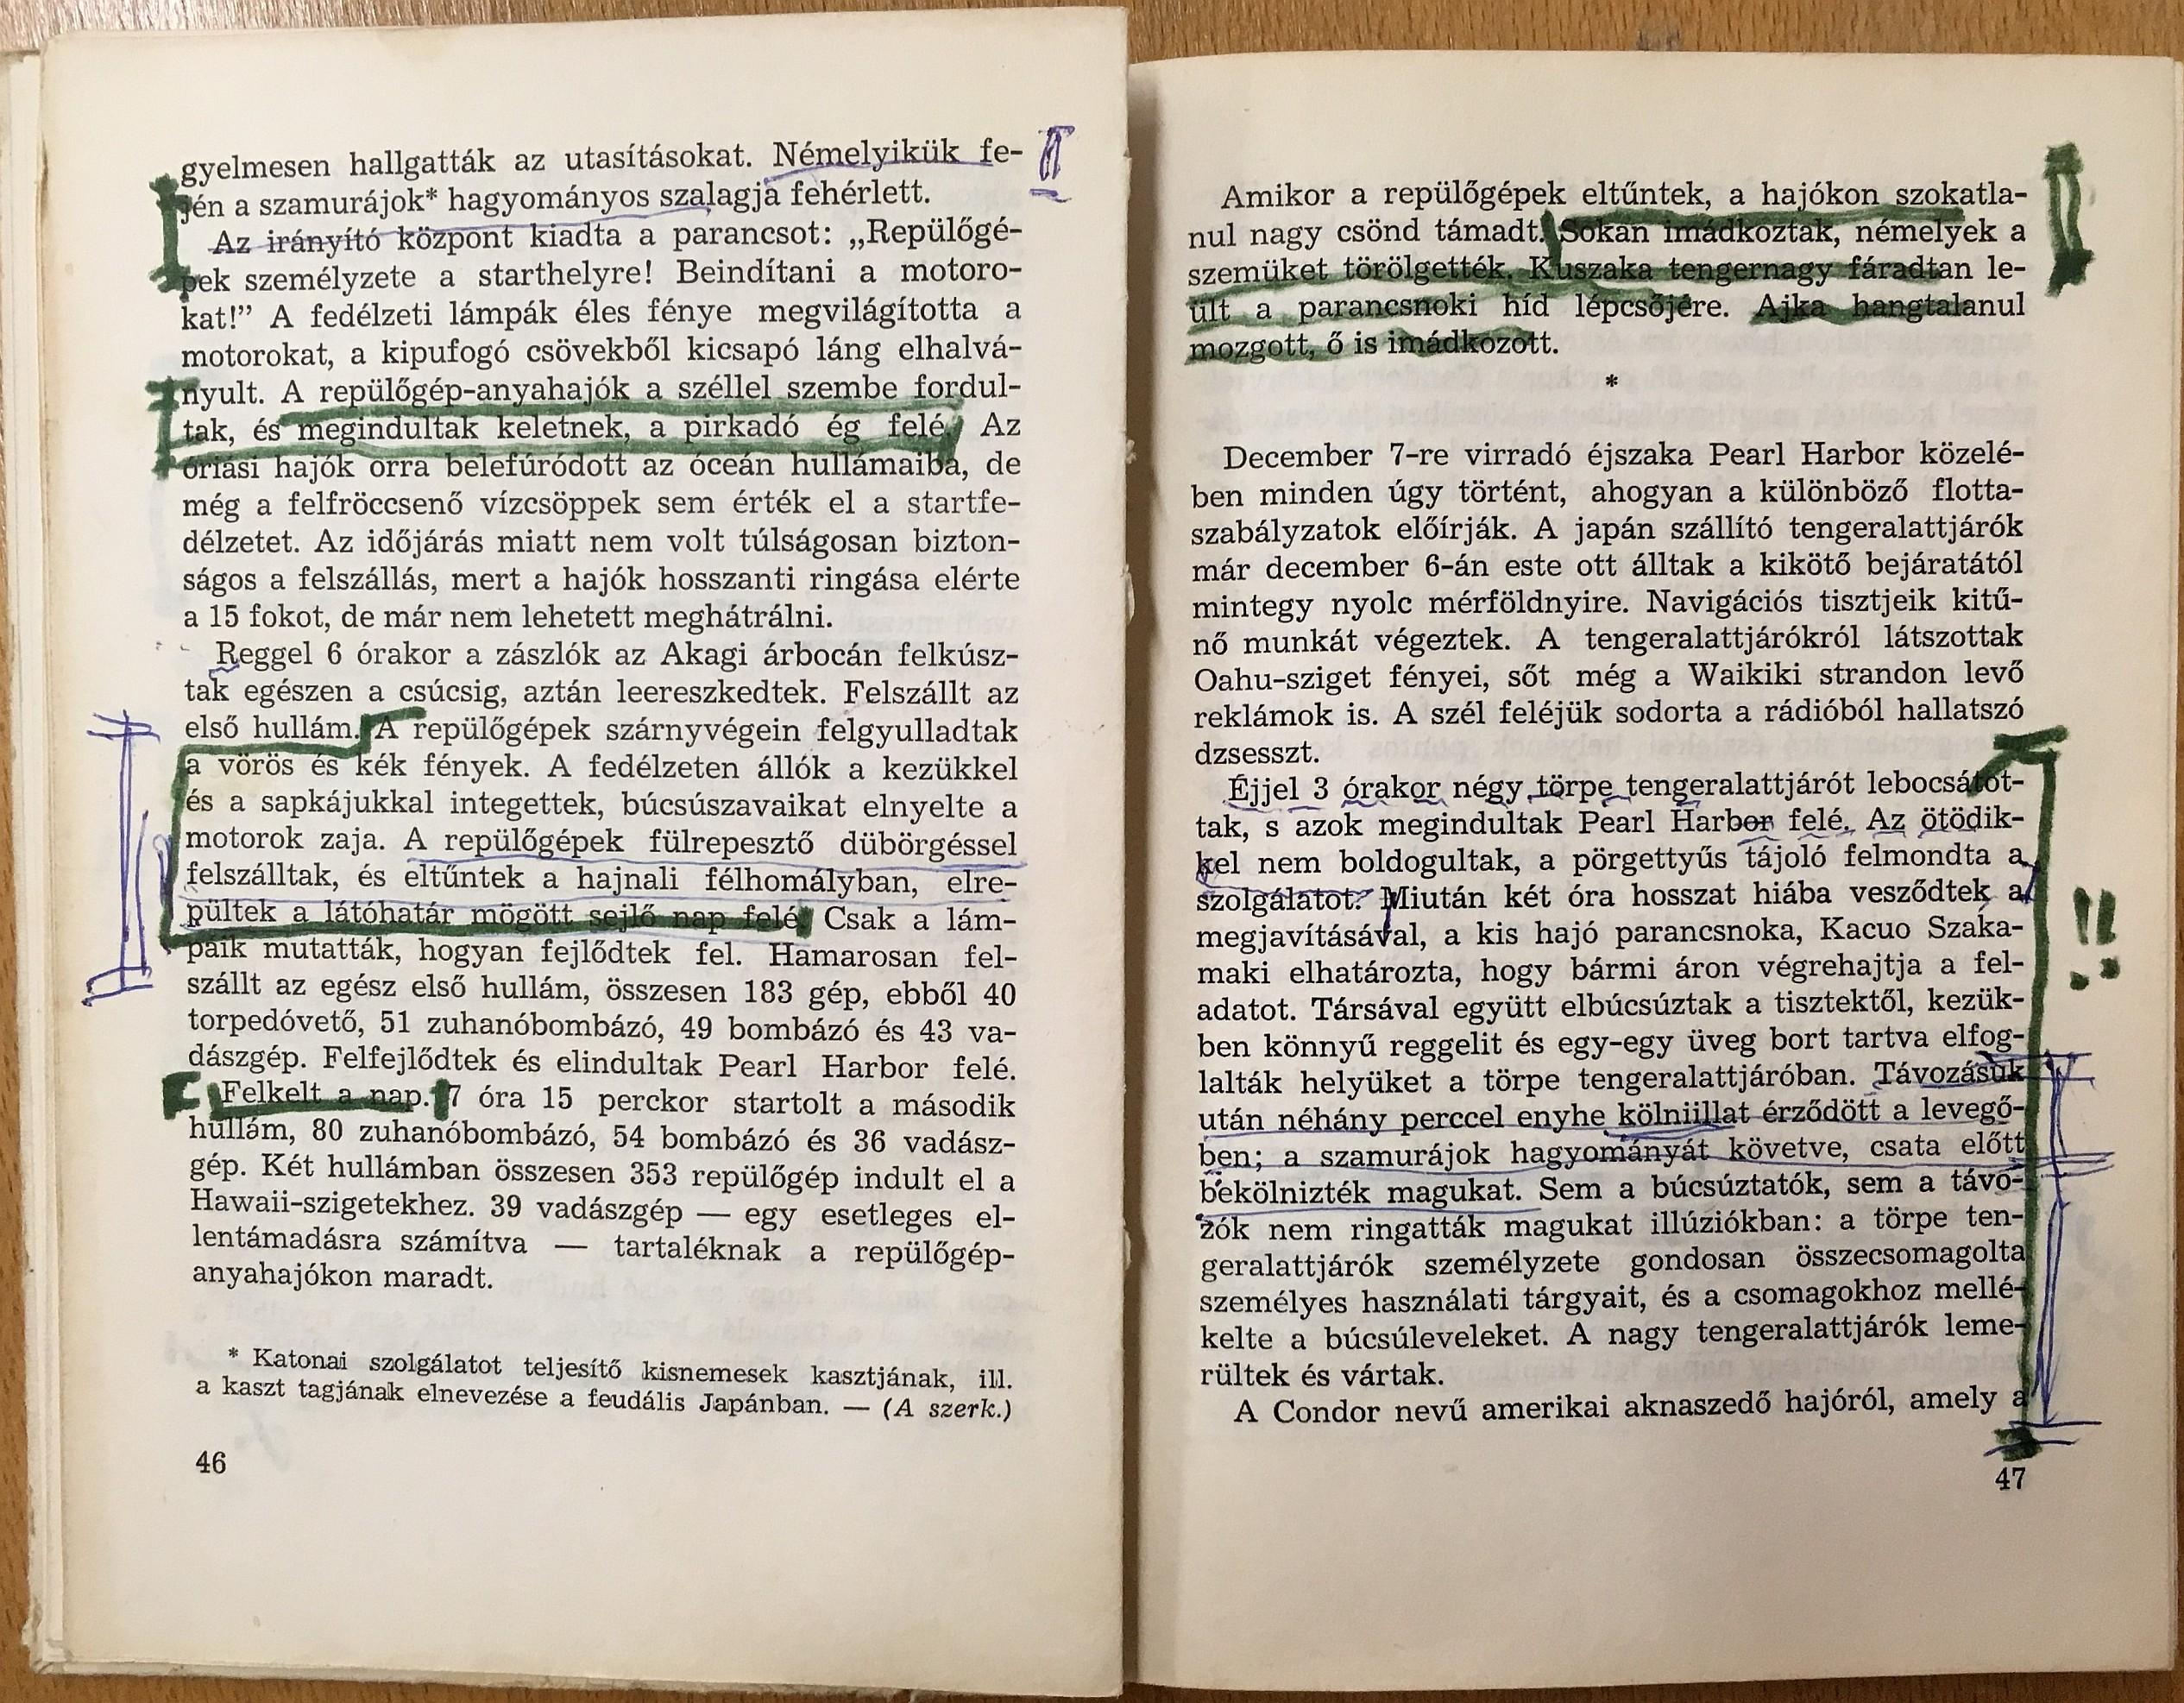 gyelmesen hallgatták az utasításokat. Némelyikük fe-
jén a szamurájok* hagyományos szalagja fehérlett.
Az irányító központ kiadta a parancsot: „Repülőgé-
pek személyzete a starthelyre! Beindítani a motoro-
kat!” A fedélzeti lámpák éles fénye megvilágította a
motorokat, a kipufogó csövekből kicsapó láng elhalvá-
nyult. A repülőgép-anyahajók a széllel szembe fordul-
tak, és megindultak keletnek, a pirkadó ég felé. Az
óriási hajók orra belefúródott az óceán hullámaiba, de
még a felfröccsenő vízcsöppek sem érték el a startfe-
délzetet. Az időjárás miatt nem volt túlságosan bizton-
ságos a felszállás, mert a hajók hosszanti ringása elérte
a 15 fokot, de már nem lehetett meghátrálni.
Reggel 6 órakor a zászlók az Akagi árbocán felkúsz-
tak egészen a csúcsig, aztán leereszkedtek. Felszállt az
első hullám. A repülőgépek szárnyvégein felgyulladtak
a vörös és kék fények. A fedélzeten állók a kezükkel
és a sapkájukkal integettek, búcsúszavaikat elnyelte a
motorok zaja. A repülőgépek fülrepesztő dübörgéssel
felszálltak, és eltűntek a hajnali félhomályban, elre-
pültek a látóhatár mögött sejlő nap felé. Csak a lám-
páik mutatták, hogyan fejlődtek fel. Hamarosan fel-
szállt az egész első hullám, összesen 183 gép, ebből 40
torpedóvető, 51 zuhanóbombázó, 49 bombázó és 43 va-
dászgép. Felfejlődtek és elindultak Pearl Harbor felé.
Felkelt a nap. 7 óra 15 perckor startolt a második
hullám, 80 zuhanóbombázó, 54 bombázó és 36 vadász-
gép. Két hullámban összesen 353 repülőgép indult el a
Hawaii-szigetekhez. 39 vadászgép — egy esetleges el-
lentámadásra számítva — tartaléknak a repülőgép-
anyahajókon maradt.
* Katonai szolgálatot teljesítő kisnemesek kasztjának, ill.
a kaszt tagjának elnevezése a feudális Japánban. — (A szerk.)
46
Amikor a repülőgépek eltűntek, a hajókon szokatla-
nul nagy csönd támadt. Sokan imádkoztak, némelyek a
szemüket törölgették. Kuszaka tengernagy fáradtan le-
ült a parancsnoki híd lépcsőjére. Ajka hangtalanul
mozgott, ő is imádkozott.
*
December 7-re virradó éjszaka Pearl Harbor közelé-
ben minden úgy történt, ahogyan a különböző flotta-
szabályzatok előírják. A japán szállító tengeralattjárók
már december 6-án este ott álltak a kikötő bejáratától
mintegy nyolc mérföldnyire. Navigációs tisztjeik kitű-
nő munkát végeztek. A tengeralattjárókról látszottak
Oahu-sziget fényei, sőt még a Waikiki strandon levő
reklámok is. A szél feléjük sodorta a rádióból hallatszó
dzsesszt.
Éjjel 3 órakor négy törpe tengeralattjárót lebocsátot-
tak, s azok megindultak Pearl Harbor felé. Az ötödik-
kel nem boldogultak, a pörgettyűs tájoló felmondta a
szolgálatot. Miután két óra hosszat hiába vesződtek a
megjavításával, a kis hajó parancsnoka, Kacuo Szaka-
maki elhatározta, hogy bármi áron végrehajtja a fel-
adatot. Társával együtt elbúcsúztak a tisztektől, kezük-
ben könnyű reggelit és egy-egy üveg bort tartva elfog-
lalták helyüket a törpe tengeralattjáróban. Távozásuk
után néhány perccel enyhe kölniillat érződött a levegő-
ben; a szamurájok hagyományát követve, csata előtt
bekölnizték magukat. Sem a búcsúztatók, sem a távo-
zók nem ringatták magukat illúziókban: a törpe ten-
geralattjárók személyzete gondosan összecsomagolta
személyes használati tárgyait, és a csomagokhoz mellé-
kelte a búcsúleveleket. A nagy tengeralattjárók leme-
rültek és vártak.
A Condor nevű amerikai aknaszedő hajóról, amely a
!!
47